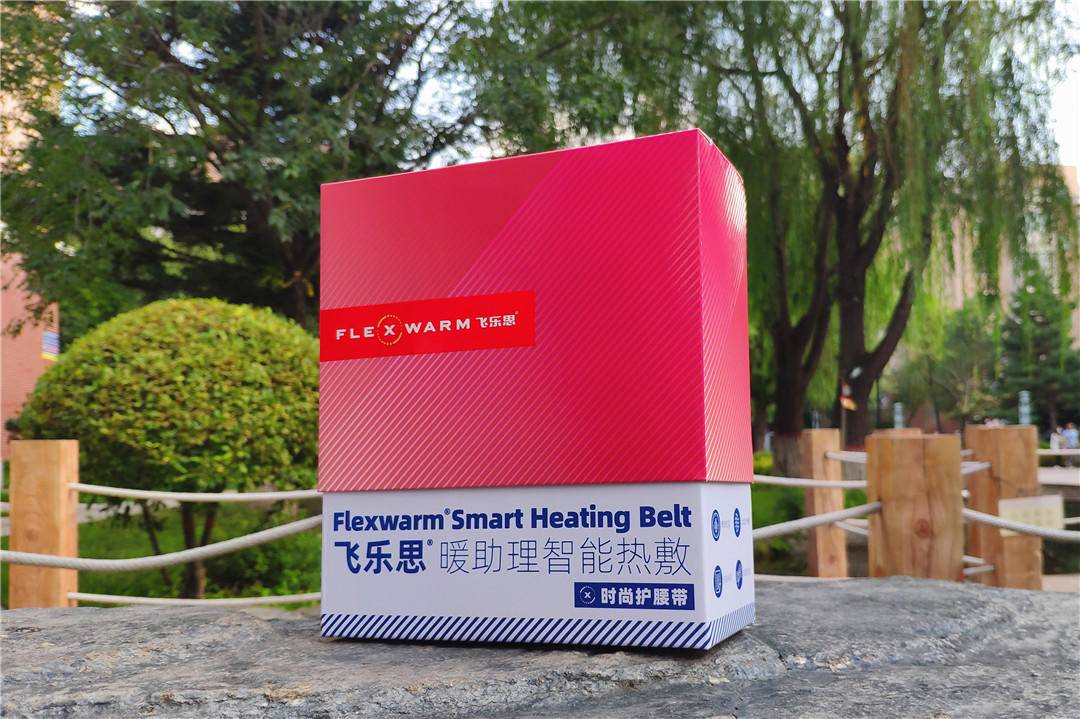 FLEXWARM 飞乐思®
Flexwarm® Smart Heating Belt
飞乐思® 暖助理智能热敷
X 时尚护腰带